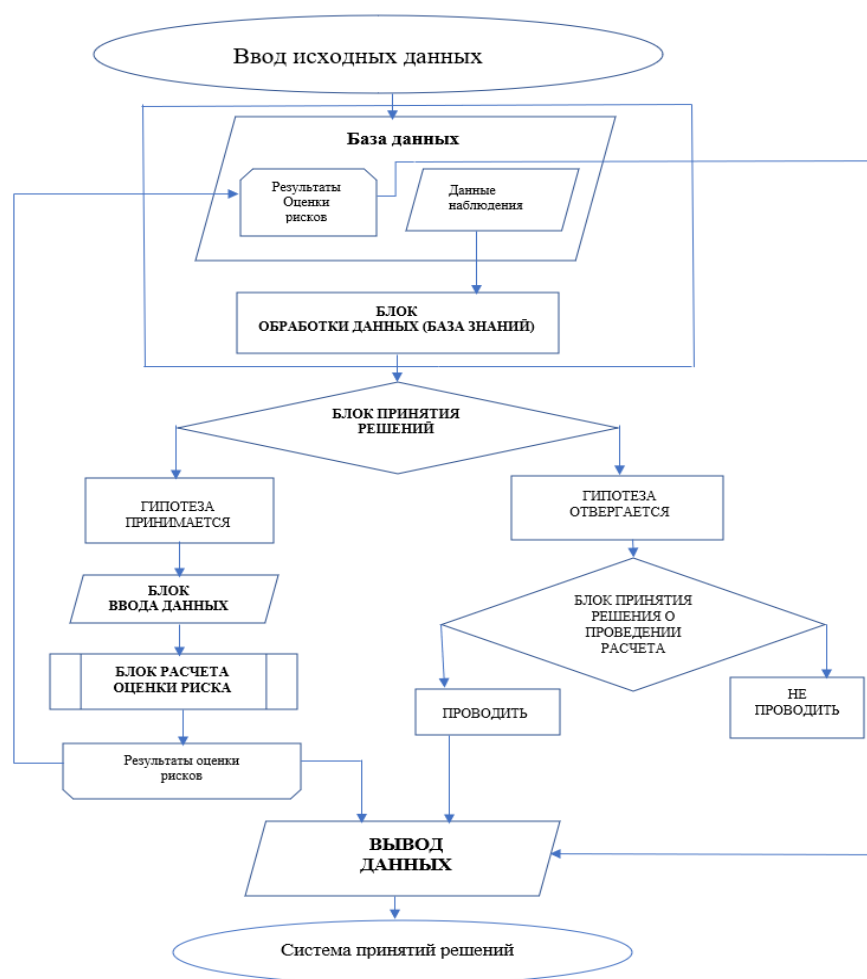 Ввод исходных данных
База данных
Результаты
Оценки
рисков
Данные
наблюдения
БЛОК
ОБРАБОТКИ ДАННЫХ (БАЗА ЗНАНИЙ)
БЛОК ПРИНЯТИЯ
РЕШЕНИЙ
ГИПОТЕЗА
ПРИНИМАЕТСЯ
ГИПОТЕЗА
ОТВЕРГАЕТСЯ
БЛОК
ВВОДА ДАННЫХ
БЛОК ПРИНЯТИЯ
РЕШЕНИЯ О
ПРОВЕДЕНИИ
РАСЧЕТА
БЛОК РАСЧЕТА
ОЦЕНКИ РИСКА
ПРОВОДИТЬ
НЕ
ПРОВОДИТЬ
Результаты оценки
рисков
ВЫВОД
ДАННЫХ
Система принятий решений